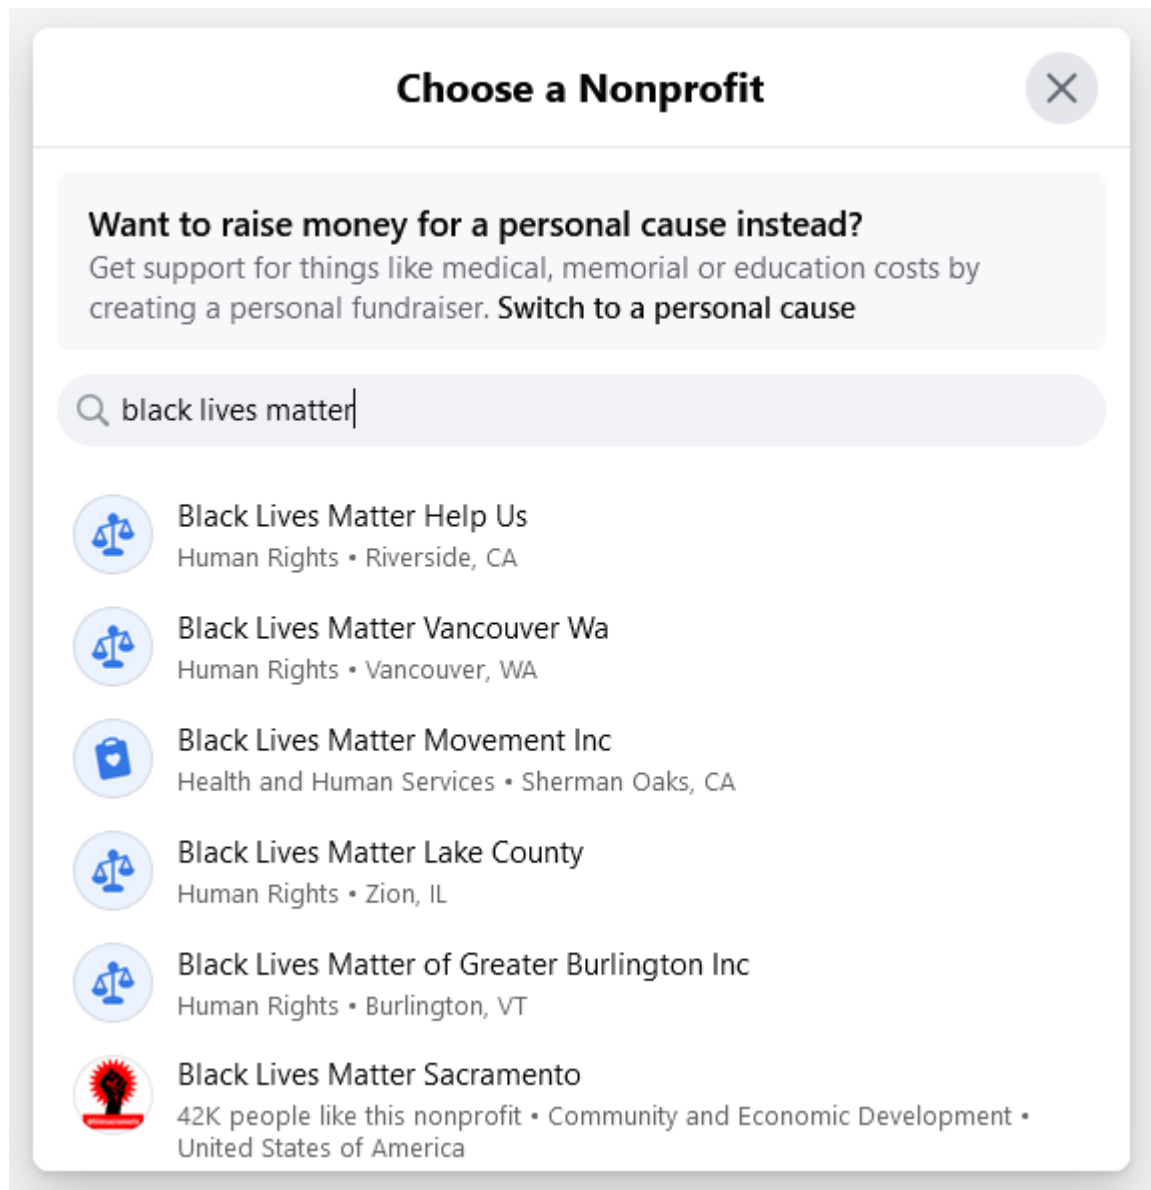 Choose a Nonprofit
Want to raise money for a personal cause instead?
Get support for things like medical, memorial or education costs by
creating a personal fundraiser. Switch to a personal cause
black lives matter
Black Lives Matter Help Us
Human Rights • Riverside, CA
Black Lives Matter Vancouver Wa
Human Rights • Vancouver, WA
Black Lives Matter Movement Inc
Health and Human Services • Sherman Oaks, CA
Black Lives Matter Lake County
Human Rights • Zion, IL
Black Lives Matter of Greater Burlington Inc
Human Rights • Burlington, VT
Black Lives Matter Sacramento
42K people like this nonprofit • Community and Economic Development •
United States of America